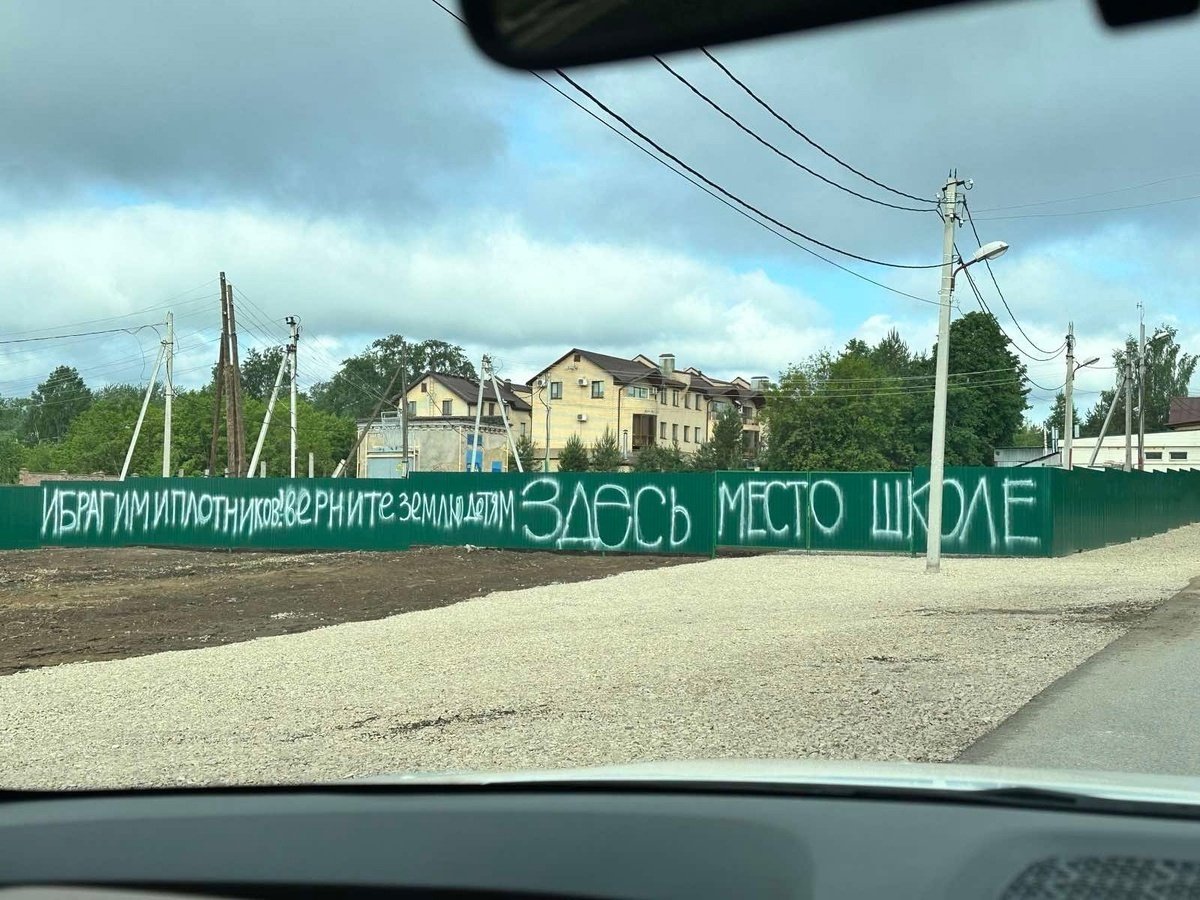 ИБРАГИМ И ПЛОТНИКОВ! ВЕРНИТЕ ЗЕМЛЮ ДЕТЯМ ЗДЕСЬ МЕСТО ШКОЛЕ